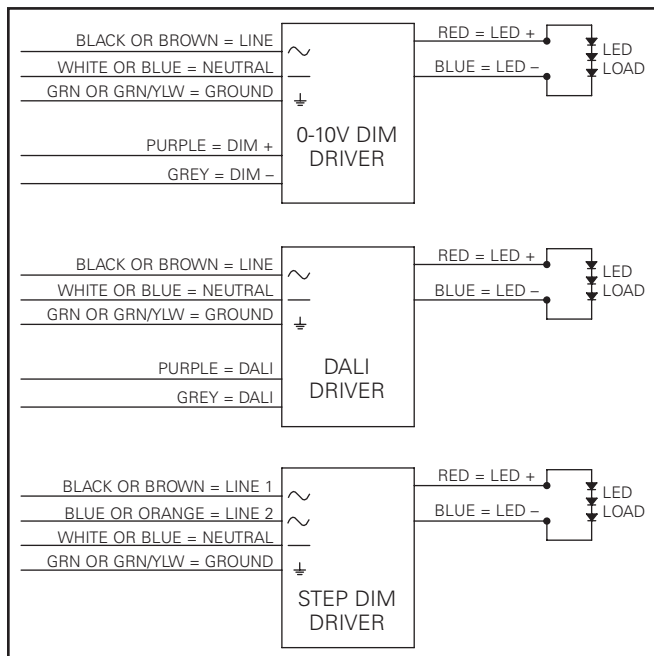 BLACK OR BROWN = LINE
WHITE OR BLUE = NEUTRAL
GRN OR GRN/YLW = GROUND
PURPLE = DIM +
GREY = DIM –
0-10V DIM
DRIVER
RED = LED +
BLUE = LED –
LED
LOAD
BLACK OR BROWN = LINE
WHITE OR BLUE = NEUTRAL
GRN OR GRN/YLW = GROUND
PURPLE = DALI
GREY = DALI
DALI
DRIVER
RED = LED +
BLUE = LED –
LED
LOAD
BLACK OR BROWN = LINE 1
BLUE OR ORANGE = LINE 2
WHITE OR BLUE = NEUTRAL
GRN OR GRN/YLW = GROUND
STEP DIM
DRIVER
RED = LED +
BLUE = LED –
LED
LOAD